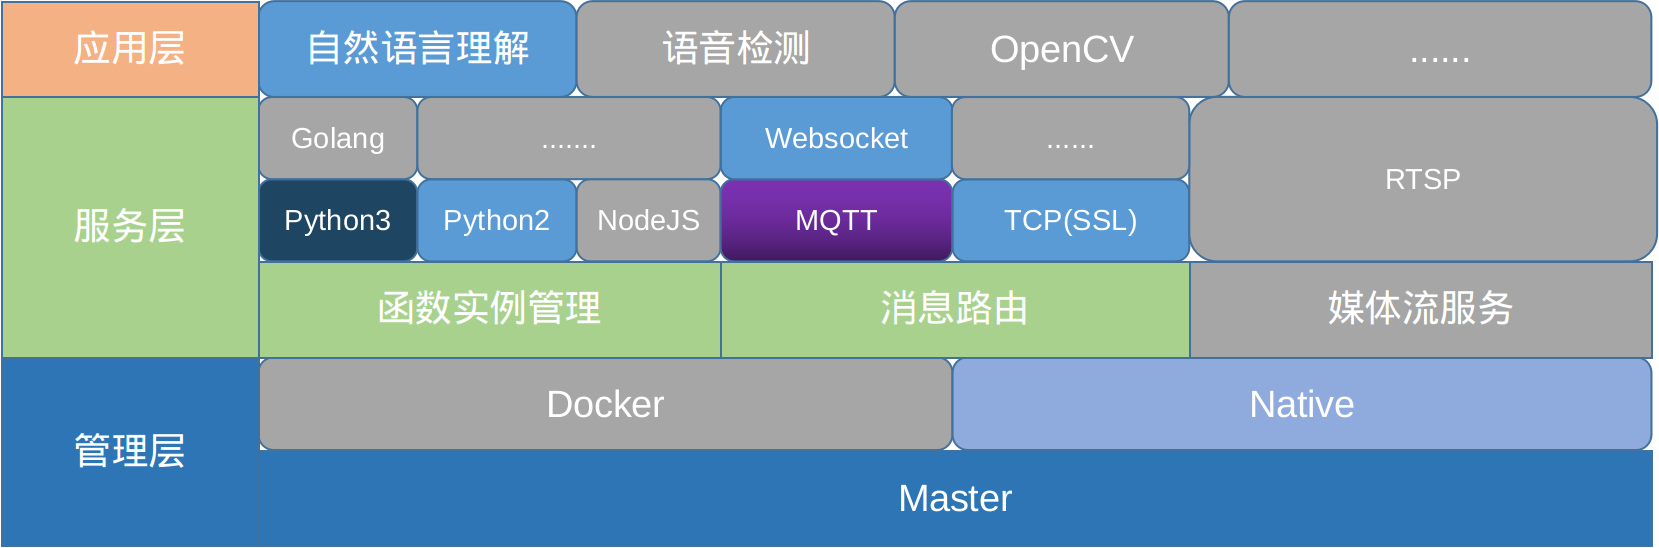 应用层
自然语言理解
语音检测
OpenCV
......
服务层
Golang
.......
Websocket
......
RTSP
Python3
Python2
NodeJS
MQTT
TCP(SSL)
函数实例管理
消息路由
媒体流服务
管理层
Docker
Native
Master